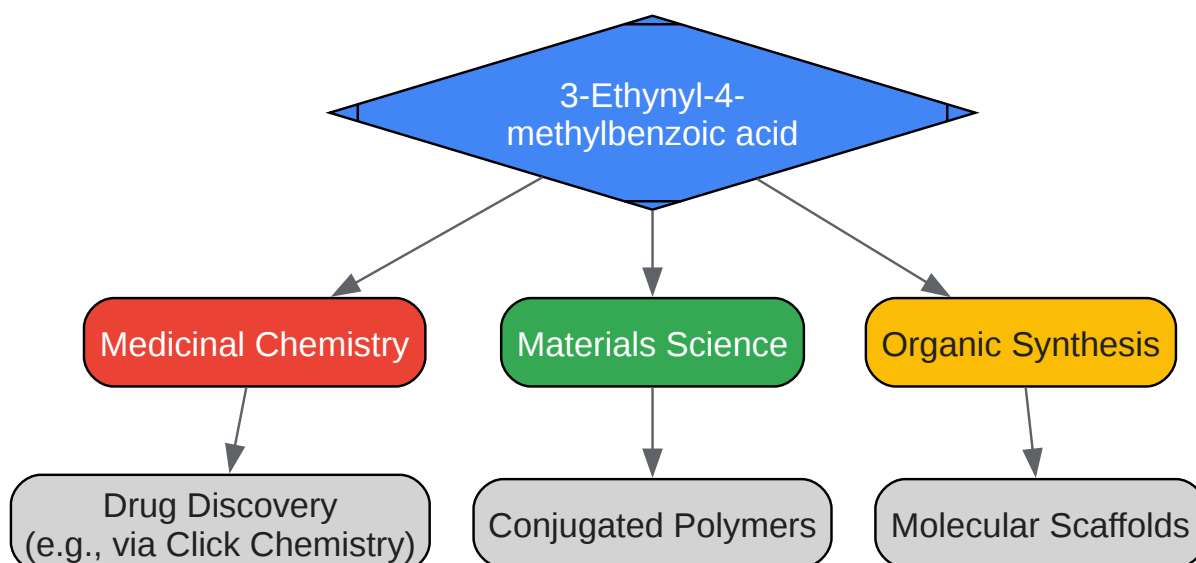 3-Ethynyl-4-
methylbenzoic acid
Medicinal Chemistry
Materials Science
Organic Synthesis
Drug Discovery
(e.g., via Click Chemistry)
Conjugated Polymers
Molecular Scaffolds